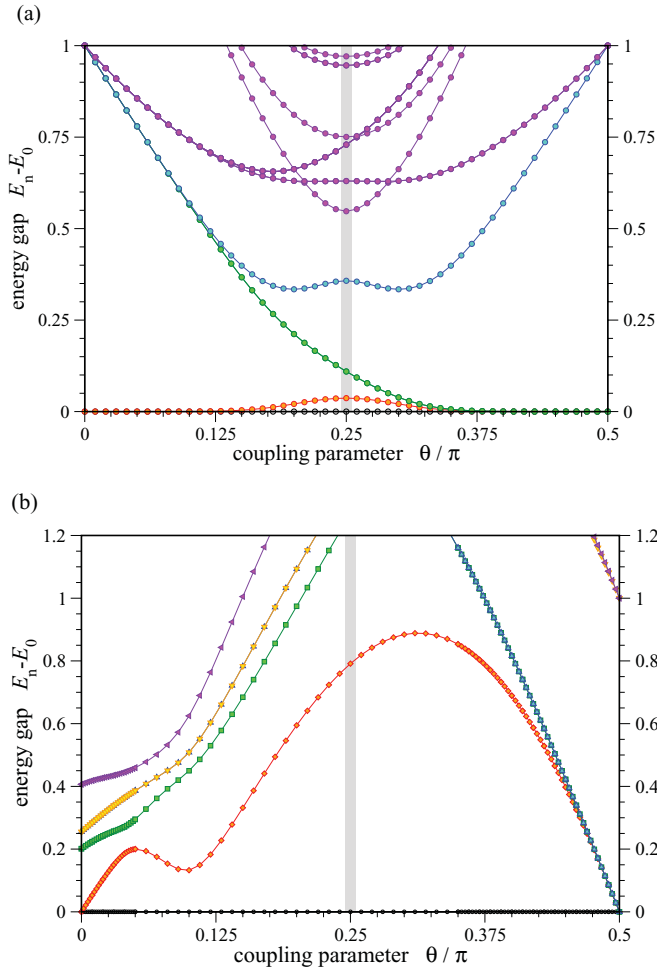 (a)
1 1
0.75 0.75
0.5 0.5
0.25 0.25
0 0
energy gap E_n-E_0
0 0.125 0.25 0.375 0.5
coupling parameter θ / π
(b)
1.2 1.2
1 1
0.8 0.8
0.6 0.6
0.4 0.4
0.2 0.2
0 0
energy gap E_n-E_0
0 0.125 0.25 0.375 0.5
coupling parameter θ / π